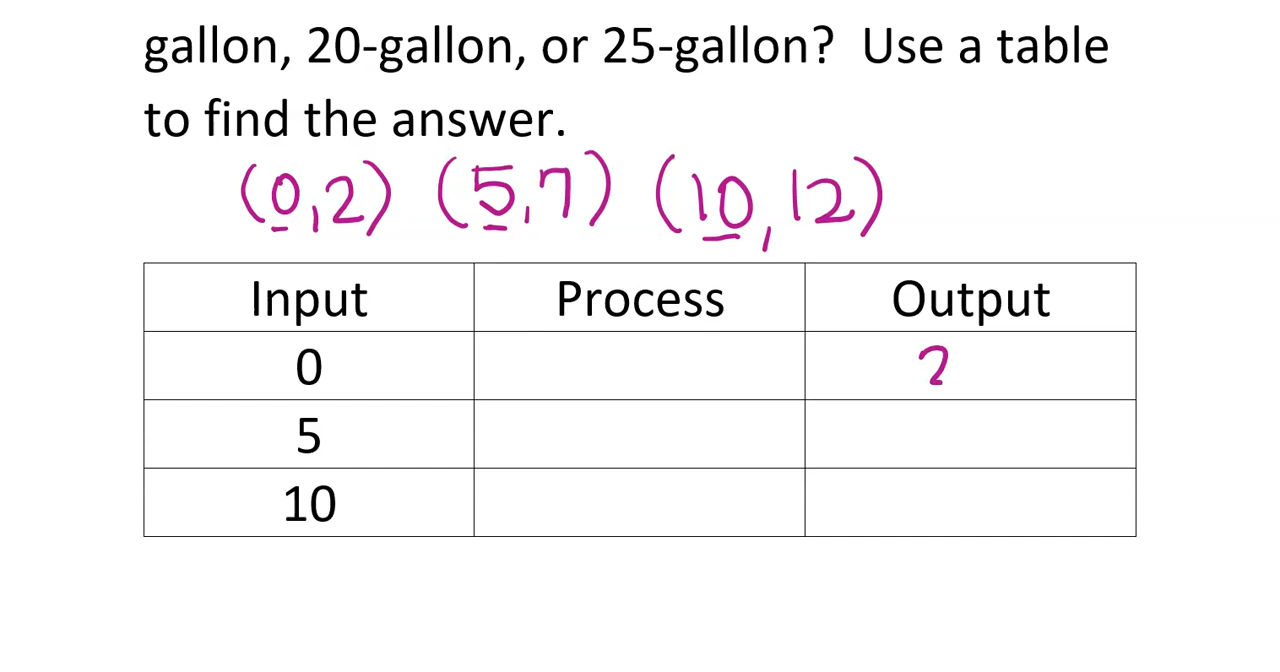 gallon, 20-gallon, or 25-gallon? Use a table
to find the answer.
(0,2) (5,7) (10,12)
Input Process Output
0 2
5
10